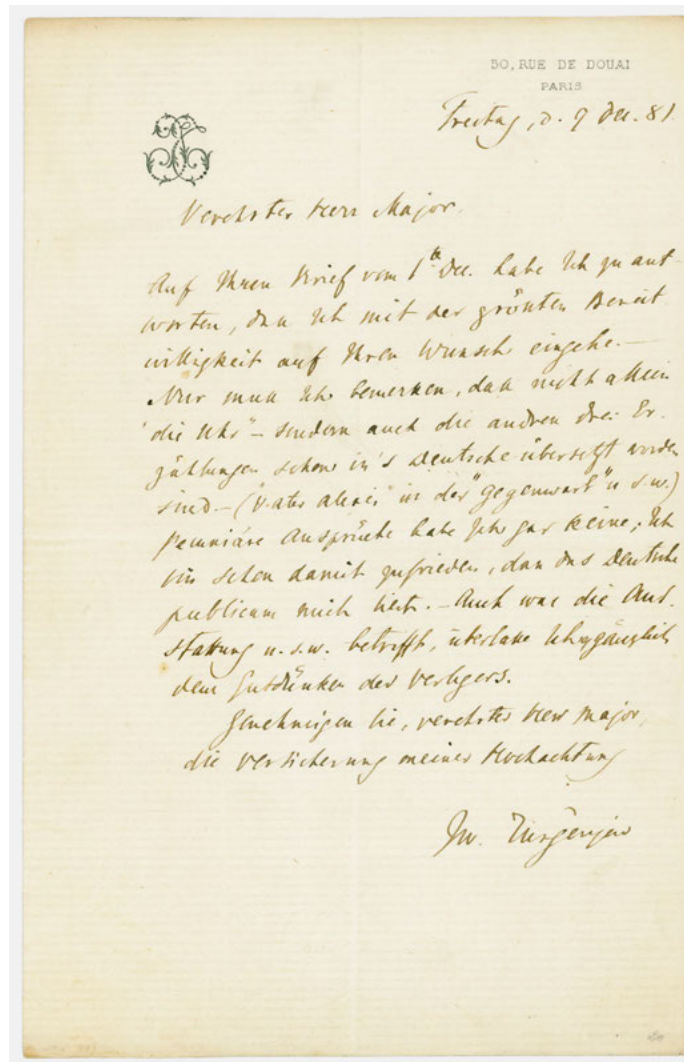 50, RUE DE DOUAI
PARIS
Freitag, d. 9 Dec. 81.
Verehrter Herr Major,
Auf Ihren Brief vom 1ten Dec. habe Ich zu ant-
worten, dass Ich mit der grössten Bereit
willigkeit auf Ihren Wunsch eingehe. —
Nur muss Ich bemerken, dass nicht allein
"die Uhr" — sondern auch die andren drei Er-
zählungen schon in's Deutsche übersetzt worden
sind — ("Vater Alexei" in der "Gegenwart" u. s. w.)
Pecuniäre Ansprüche habe Ich gar keine; Ich
bin schon damit zufrieden, dass das Deutsche
publicum mich liest. — Auch was die Aus-
stattung u. s. w. betrifft, überlasse Ich gänzlich
dem Gutdünken des Verlegers.
Genehmigen Sie, verehrter Herr Major,
die Versicherung meiner Hochachtung
Iw. Turgénjew